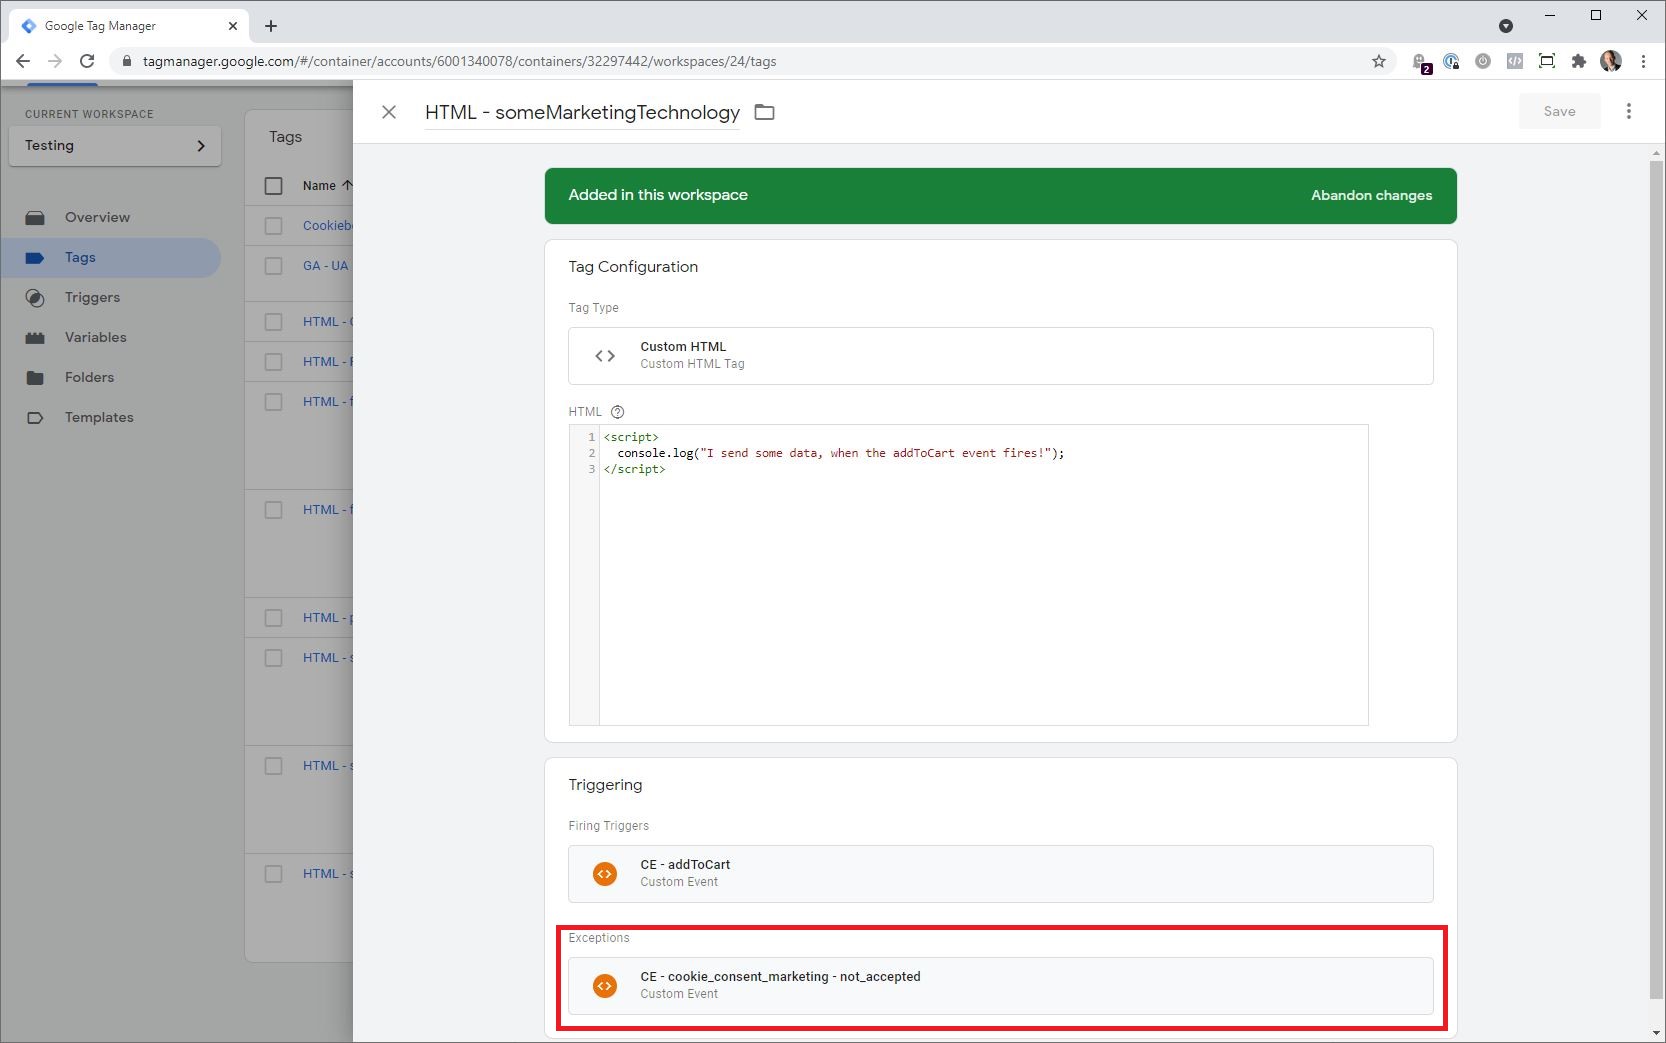 Google Tag Manager
tagmanager.google.com/#/container/accounts/6001340078/containers/32297442/workspaces/24/tags
2
CURRENT WORKSPACE
Testing
Overview
Tags
Triggers
Variables
Folders
Templates
Tags
Name
Cookieb
GA - UA
HTML -
HTML -
HTML - f
HTML - f
HTML - p
HTML - s
HTML - s
HTML - s
HTML - someMarketingTechnology
Save
Added in this workspace
Abandon changes
Tag Configuration
Tag Type
Custom HTML
Custom HTML Tag
HTML
1 <script>
2 console.log("I send some data, when the addToCart event fires!");
3 </script>
Triggering
Firing Triggers
CE - addToCart
Custom Event
Exceptions
CE - cookie_consent_marketing - not_accepted
Custom Event